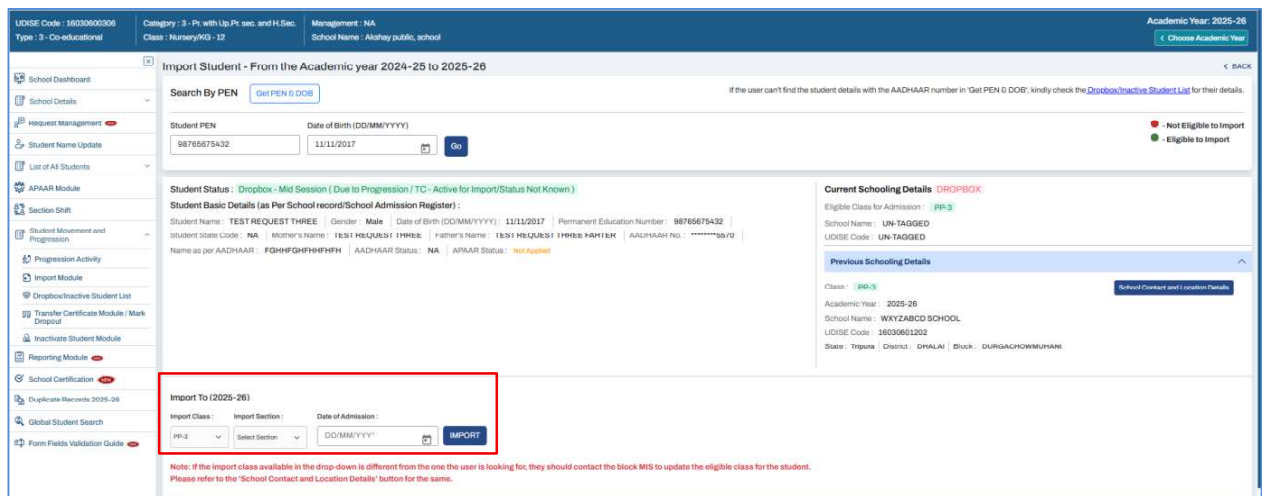 UDISE Code : 16030600306
Type : 3 - Co-educational
Category : 3 - Pr. with Up.Pr. sec. and H.Sec.
Class : Nursery/KG - 12
Management : NA
School Name : Akshay public, school
Academic Year: 2025-26
< Choose Academic Year
School Dashboard
School Details
Request Management
Student Name Update
List of All Students
APAAR Module
Section Shift
Student Movement and
Progression
Progression Activity
Import Module
Dropbox/Inactive Student List
Transfer Certificate Module / Mark
Dropout
Inactivate Student Module
Reporting Module
School Certification NEW
Duplicate Records 2025-26
Global Student Search
Form Fields Validation Guide
Import Student - From the Academic year 2024-25 to 2025-26
< BACK
Search By PEN
Get PEN & DOB
If the user can't find the student details with the AADHAAR number in 'Get PEN & DOB', kindly check the Dropbox/Inactive Student List for their details.
Student PEN
Date of Birth (DD/MM/YYYY)
98765675432
11/11/2017
Go
- Not Eligible to Import
- Eligible to Import
Student Status : Dropbox - Mid Session ( Due to Progression / TC - Active for Import/Status Not Known )
Student Basic Details (as Per School record/School Admission Register) :
Student Name : TEST REQUEST THREE | Gender : Male | Date of Birth (DD/MM/YYYY) : 11/11/2017 | Permanent Education Number : 98765675432 |
Student State Code : NA | Mother's Name : TEST REQUEST THREE | Father's Name : TEST REQUEST THREE FARTER | AADHAAR No. : ********5570 |
Name as per AADHAAR : FGHHFGHFHHFHFH | AADHAAR Status : NA | APAAR Status : Not Applied
Current Schooling Details DROPBOX
Eligible Class for Admission : PP-3
School Name : UN-TAGGED
UDISE Code : UN-TAGGED
Previous Schooling Details
Class : PP-3
School Contact and Location Details
Academic Year : 2025-26
School Name : WXYZABCD SCHOOL
UDISE Code : 16030601202
State : Tripura | District : DHALAI | Block : DURGACHOWMUHANI
Import To (2025-26)
Import Class :
Import Section :
Date of Admission :
PP-3
Select Section
DD/MM/YYY
IMPORT
Note: If the import class available in the drop-down is different from the one the user is looking for, they should contact the block MIS to update the eligible class for the student.
Please refer to the 'School Contact and Location Details' button for the same.